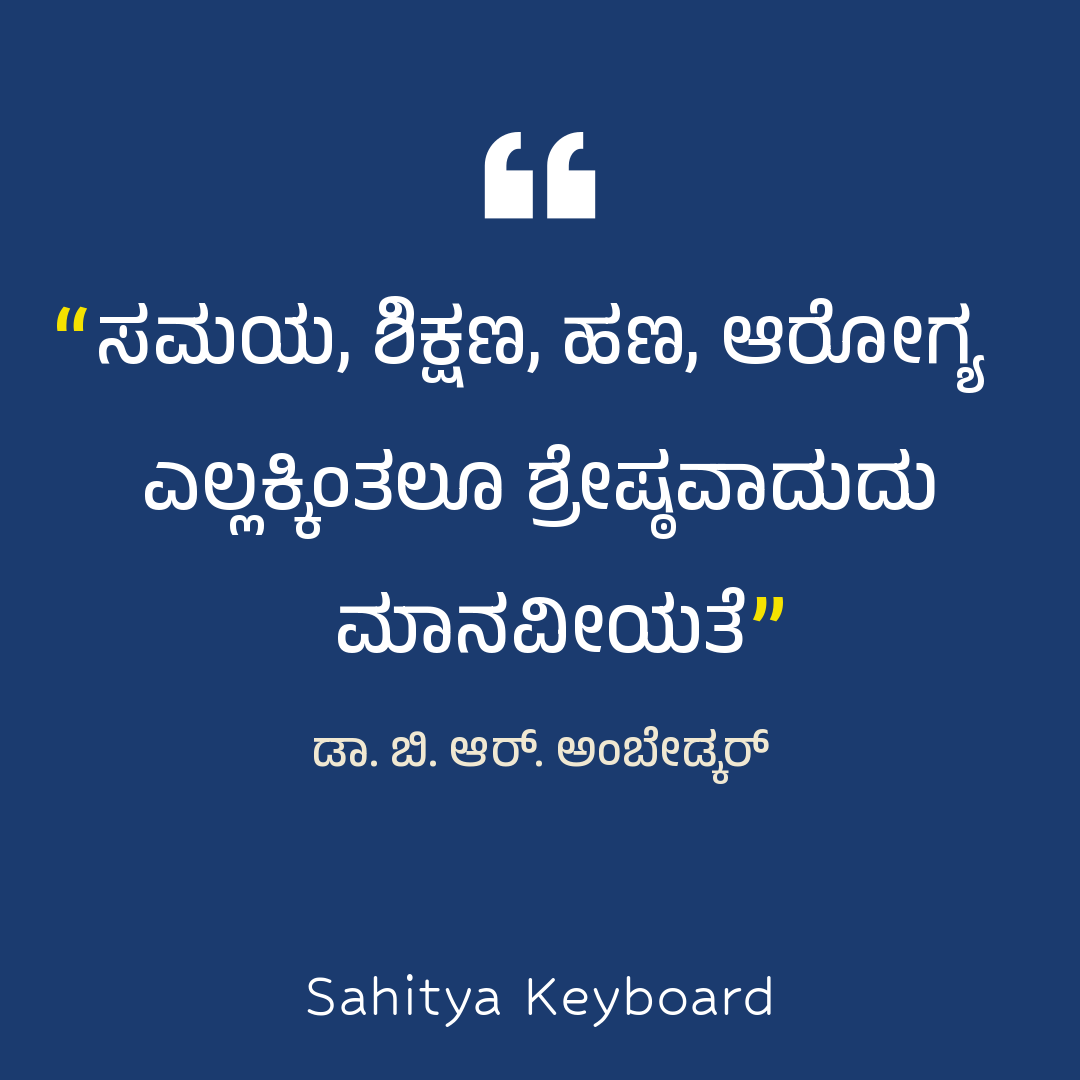 “ಸಮಯ, ಶಿಕ್ಷಣ, ಹಣ, ಆರೋಗ್ಯ
ಎಲ್ಲಕ್ಕಿಂತಲೂ ಶ್ರೇಷ್ಠವಾದುದು
ಮಾನವೀಯತೆ”
ಡಾ. ಬಿ. ಆರ್. ಅಂಬೇಡ್ಕರ್
Sahitya Keyboard